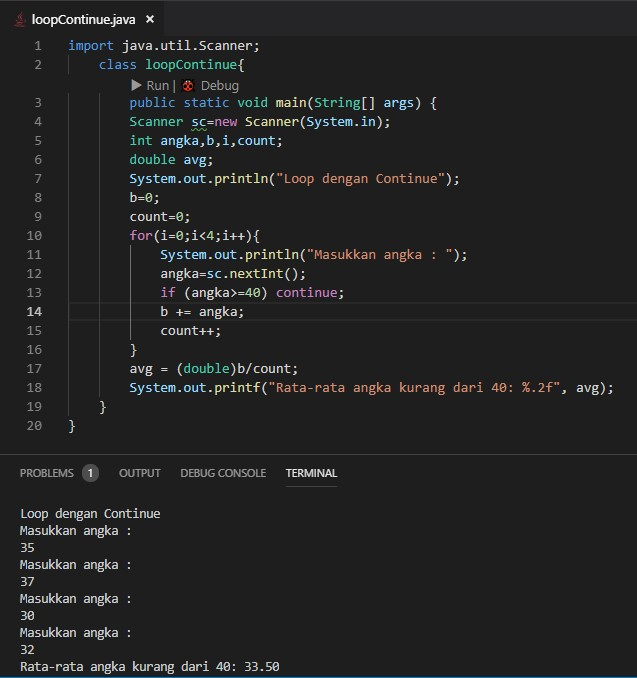 loopContinue.java ×
1 import java.util.Scanner;
2 class loopContinue{
Run | Debug
3 public static void main(String[] args) {
4 Scanner sc=new Scanner(System.in);
5 int angka,b,i,count;
6 double avg;
7 System.out.println("Loop dengan Continue");
8 b=0;
9 count=0;
10 for(i=0;i<4;i++){
11 System.out.println("Masukkan angka : ");
12 angka=sc.nextInt();
13 if (angka>=40) continue;
14 b += angka;
15 count++;
16 }
17 avg = (double)b/count;
18 System.out.printf("Rata-rata angka kurang dari 40: %.2f", avg);
19 }
20 }
PROBLEMS 1 OUTPUT DEBUG CONSOLE TERMINAL
Loop dengan Continue
Masukkan angka :
35
Masukkan angka :
37
Masukkan angka :
30
Masukkan angka :
32
Rata-rata angka kurang dari 40: 33.50